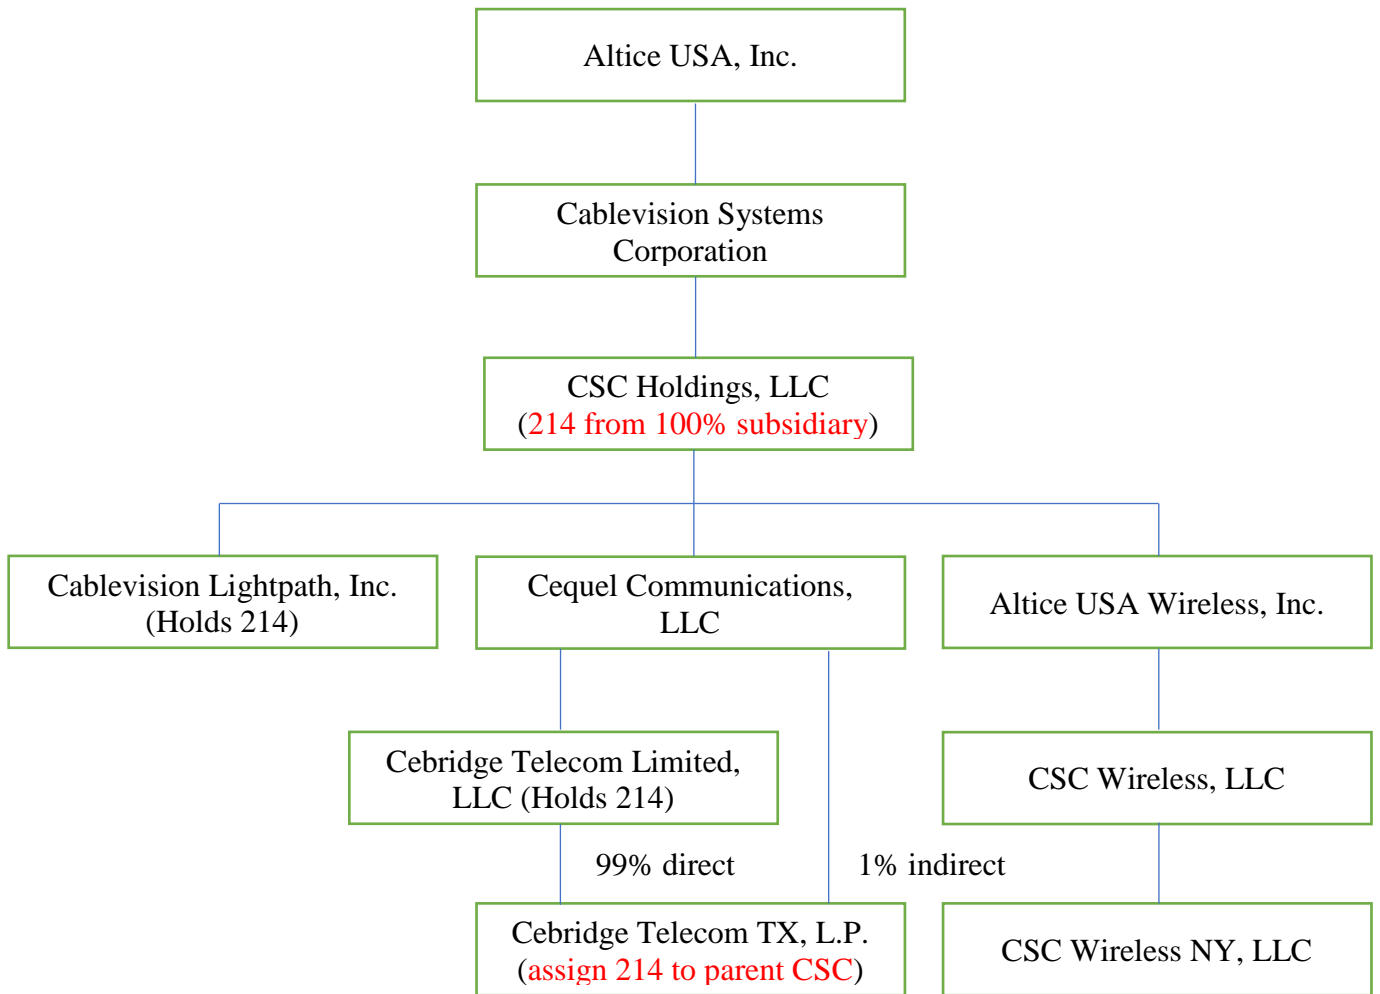 Altice USA, Inc.
Cablevision Systems
Corporation
CSC Holdings, LLC
(214 from 100% subsidiary)
Cablevision Lightpath, Inc.
(Holds 214)
Cequel Communications,
LLC
Altice USA Wireless, Inc.
Cebridge Telecom Limited,
LLC (Holds 214)
CSC Wireless, LLC
99% direct
1% indirect
Cebridge Telecom TX, L.P.
(assign 214 to parent CSC)
CSC Wireless NY, LLC